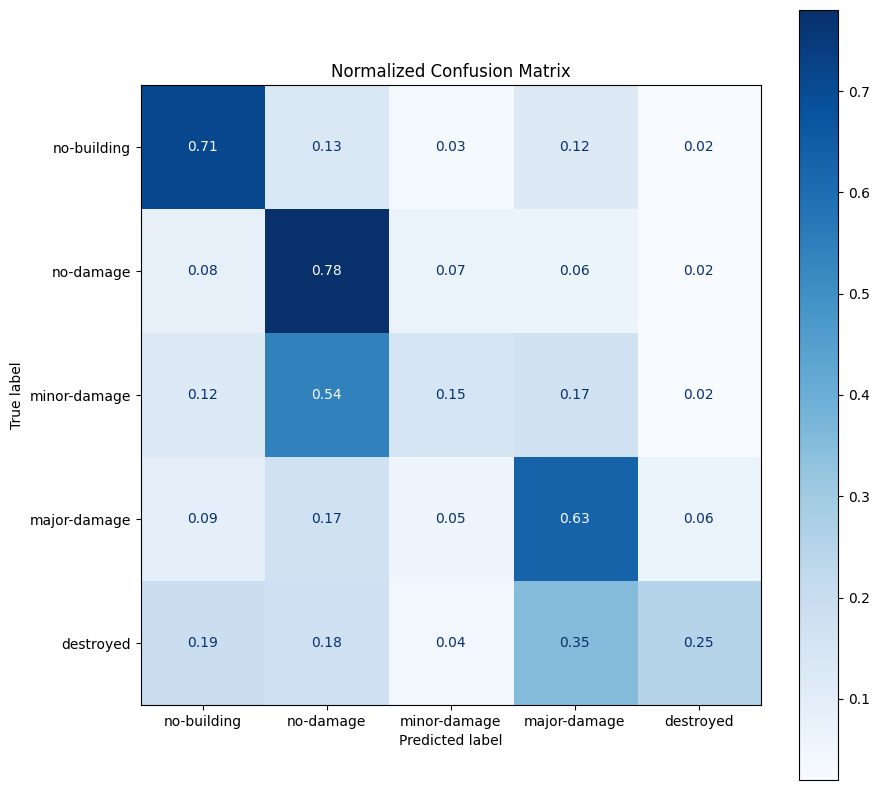 Normalized Confusion Matrix
True label
no-building 0.71 0.13 0.03 0.12 0.02
no-damage 0.08 0.78 0.07 0.06 0.02
minor-damage 0.12 0.54 0.15 0.17 0.02
major-damage 0.09 0.17 0.05 0.63 0.06
destroyed 0.19 0.18 0.04 0.35 0.25
no-building no-damage minor-damage major-damage destroyed
Predicted label
0.7
0.6
0.5
0.4
0.3
0.2
0.1